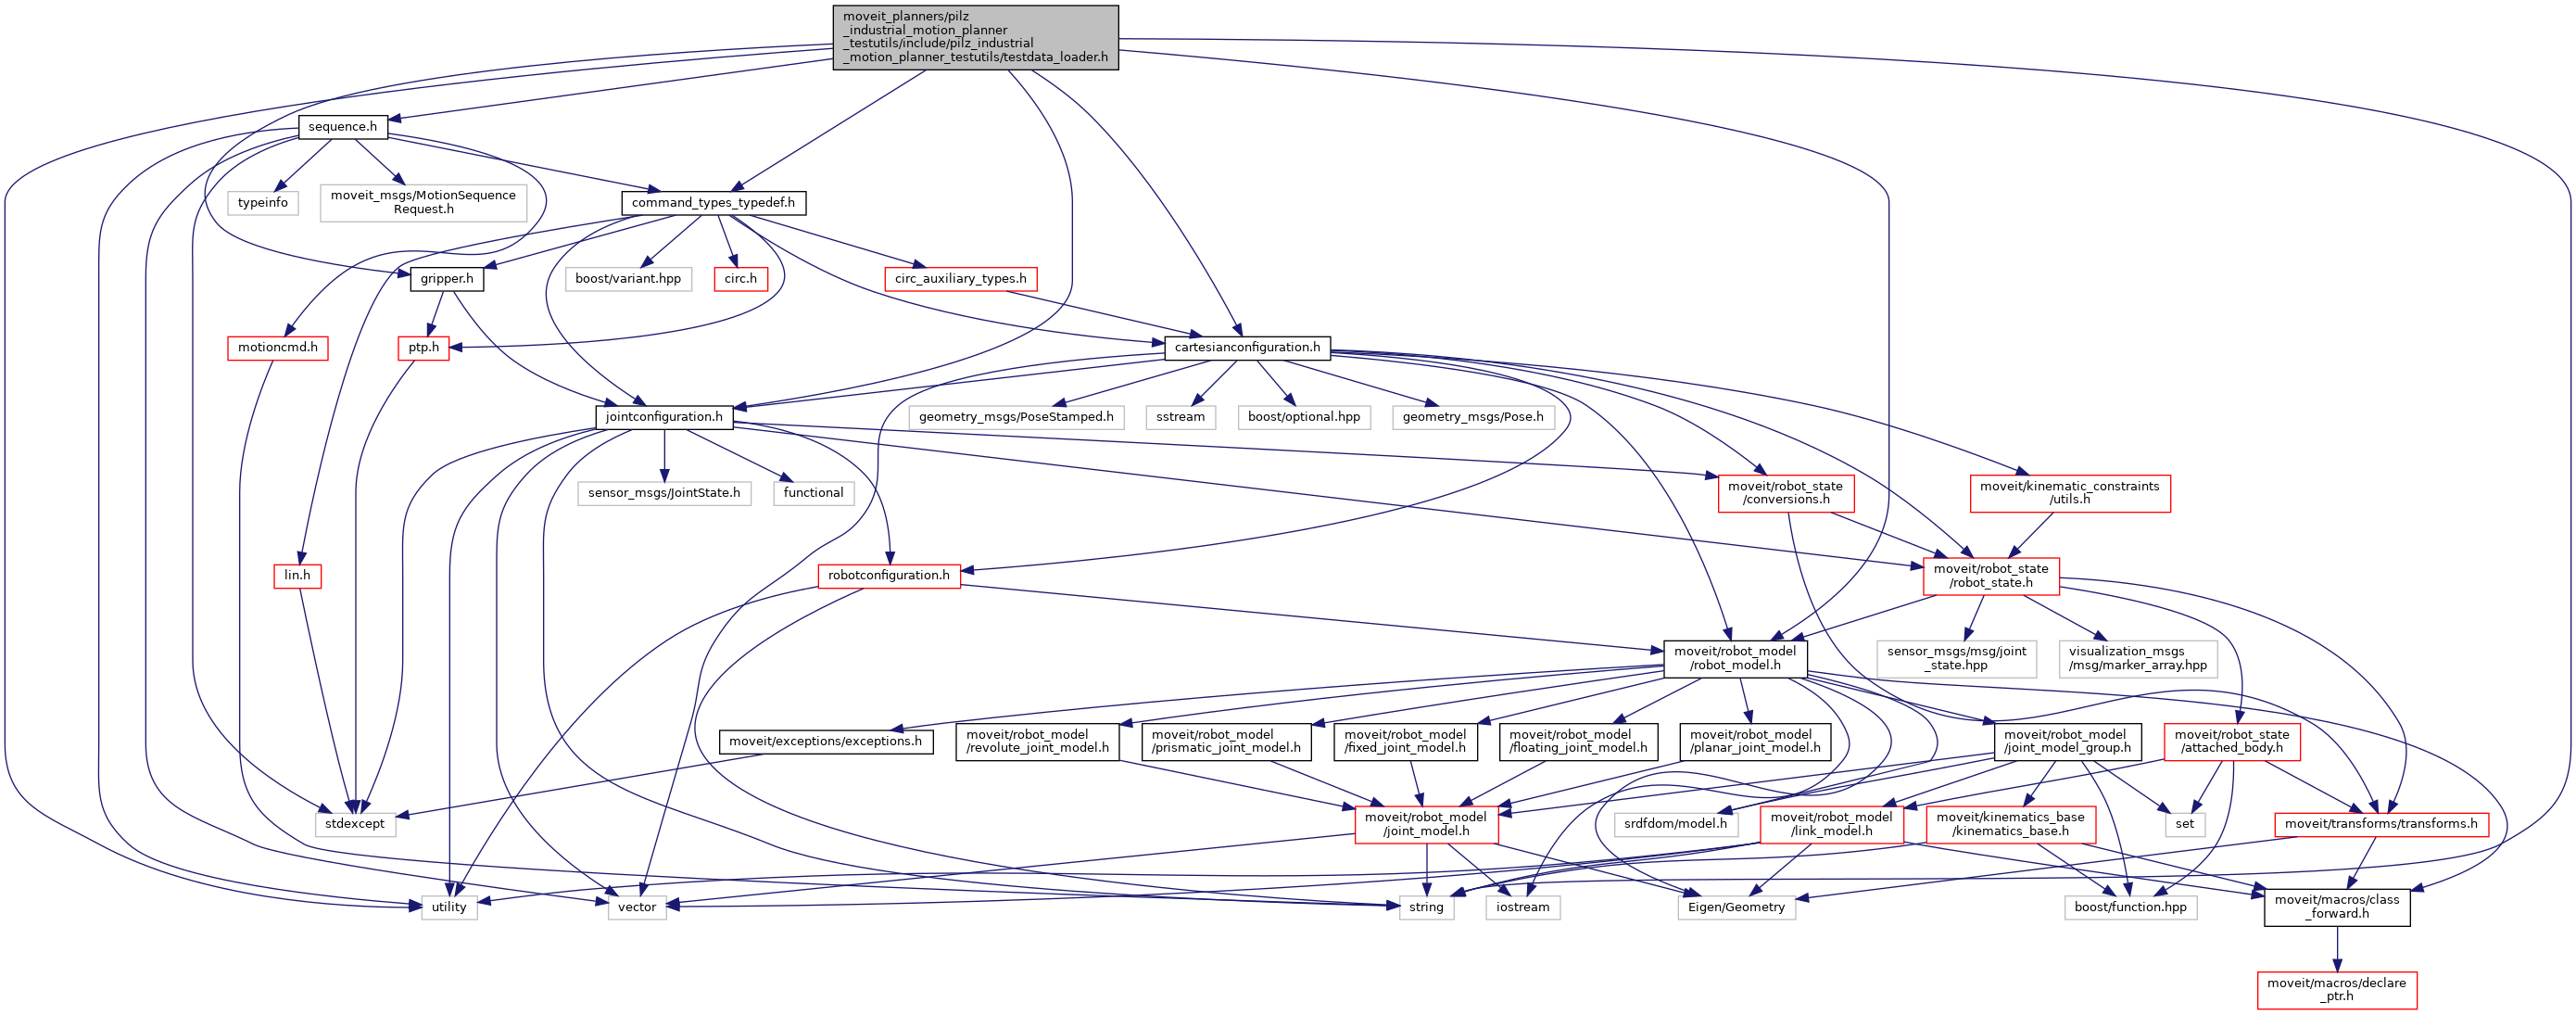 moveit_planners/pilz
_industrial_motion_planner
_testutils/include/pilz_industrial
_motion_planner_testutils/testdata_loader.h
sequence.h
typeinfo
moveit_msgs/MotionSequence
Request.h
command_types_typedef.h
gripper.h
boost/variant.hpp
circ.h
circ_auxiliary_types.h
motioncmd.h
ptp.h
cartesianconfiguration.h
jointconfiguration.h
geometry_msgs/PoseStamped.h
sstream
boost/optional.hpp
geometry_msgs/Pose.h
sensor_msgs/JointState.h
functional
moveit/robot_state
/conversions.h
moveit/kinematic_constraints
/utils.h
lin.h
robotconfiguration.h
moveit/robot_state
/robot_state.h
moveit/robot_model
/robot_model.h
sensor_msgs/msg/joint
_state.hpp
visualization_msgs
/msg/marker_array.hpp
moveit/exceptions/exceptions.h
moveit/robot_model
/revolute_joint_model.h
moveit/robot_model
/prismatic_joint_model.h
moveit/robot_model
/fixed_joint_model.h
moveit/robot_model
/floating_joint_model.h
moveit/robot_model
/planar_joint_model.h
moveit/robot_model
/joint_model_group.h
moveit/robot_state
/attached_body.h
stdexcept
moveit/robot_model
/joint_model.h
srdfdom/model.h
moveit/robot_model
/link_model.h
moveit/kinematics_base
/kinematics_base.h
set
moveit/transforms/transforms.h
utility
vector
string
iostream
Eigen/Geometry
boost/function.hpp
moveit/macros/class
_forward.h
moveit/macros/declare
_ptr.h